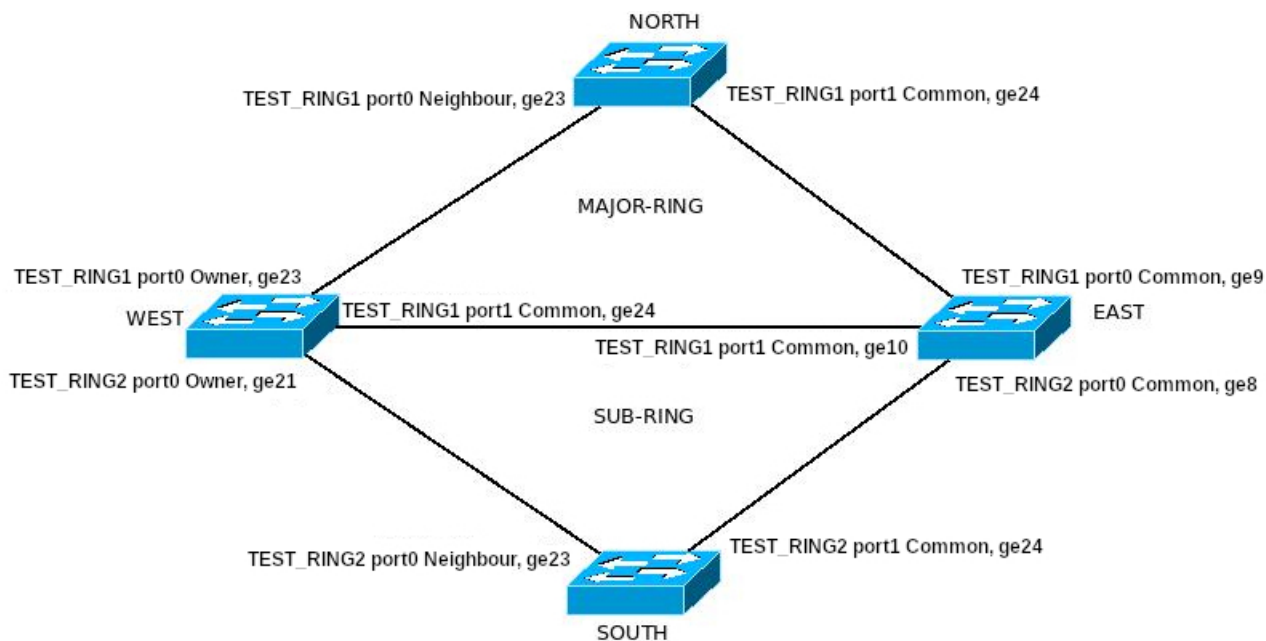 NORTH
TEST_RING1 port0 Neighbour, ge23
TEST_RING1 port1 Common, ge24
MAJOR-RING
TEST_RING1 port0 Owner, ge23
TEST_RING1 port0 Common, ge9
WEST
TEST_RING1 port1 Common, ge24
EAST
TEST_RING1 port1 Common, ge10
TEST_RING2 port0 Owner, ge21
TEST_RING2 port0 Common, ge8
SUB-RING
TEST_RING2 port0 Neighbour, ge23
TEST_RING2 port1 Common, ge24
SOUTH